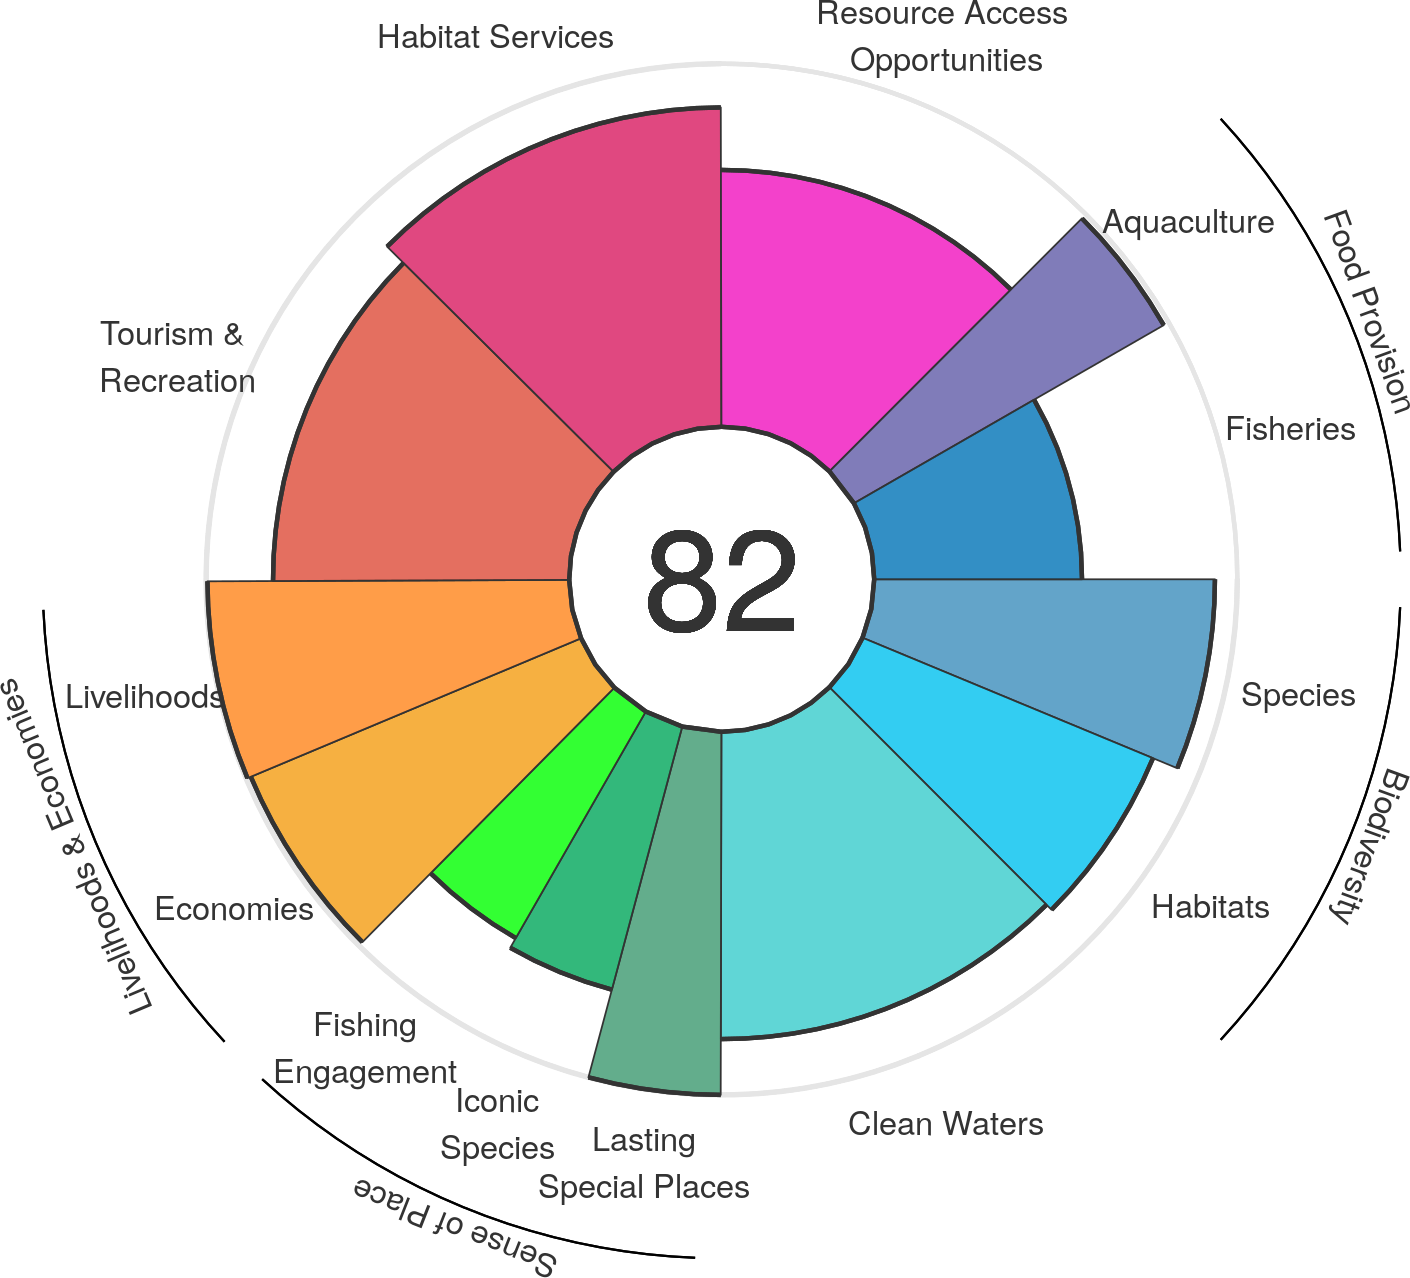 Resource Access
Opportunities
Habitat Services
Aquaculture
Food Provision
Tourism &
Recreation
Fisheries
82
Livelihoods
Species
Livelihoods & Economies
Biodiversity
Economies
Habitats
Fishing
Engagement
Iconic
Species
Lasting
Special Places
Clean Waters
Sense of Place